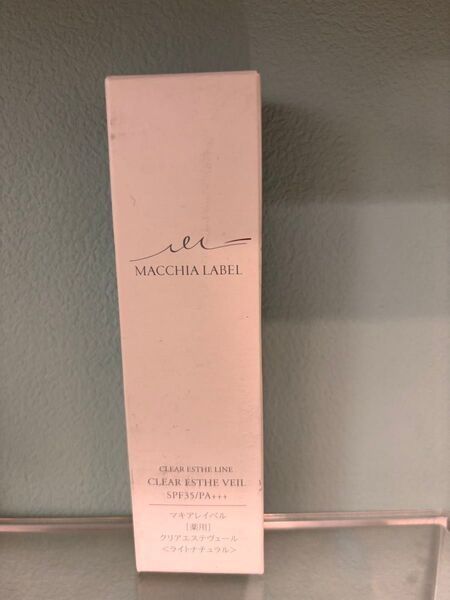 MACCHIA LABEL
CLEAR ESTHE LINE
CLEAR ESTHE VEIL
SPF35/PA+++
マキアレイベル
[薬用]
クリアエステヴェール
<ライトナチュラル>